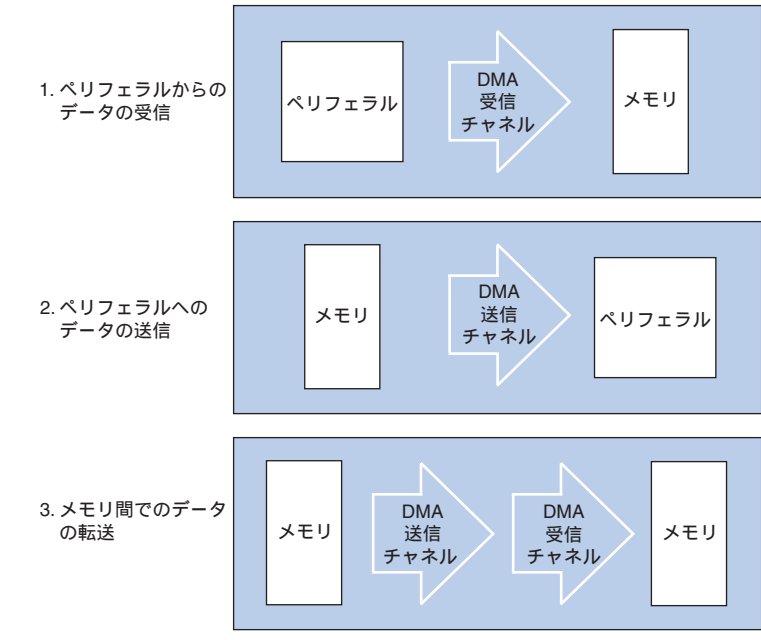 1. ペリフェラルからの
データの受信
ペリフェラル
DMA
受信
チャネル
メモリ
2. ペリフェラルへの
データの送信
メモリ
DMA
送信
チャネル
ペリフェラル
3. メモリ間でのデータ
の転送
メモリ
DMA
送信
チャネル
DMA
受信
チャネル
メモリ